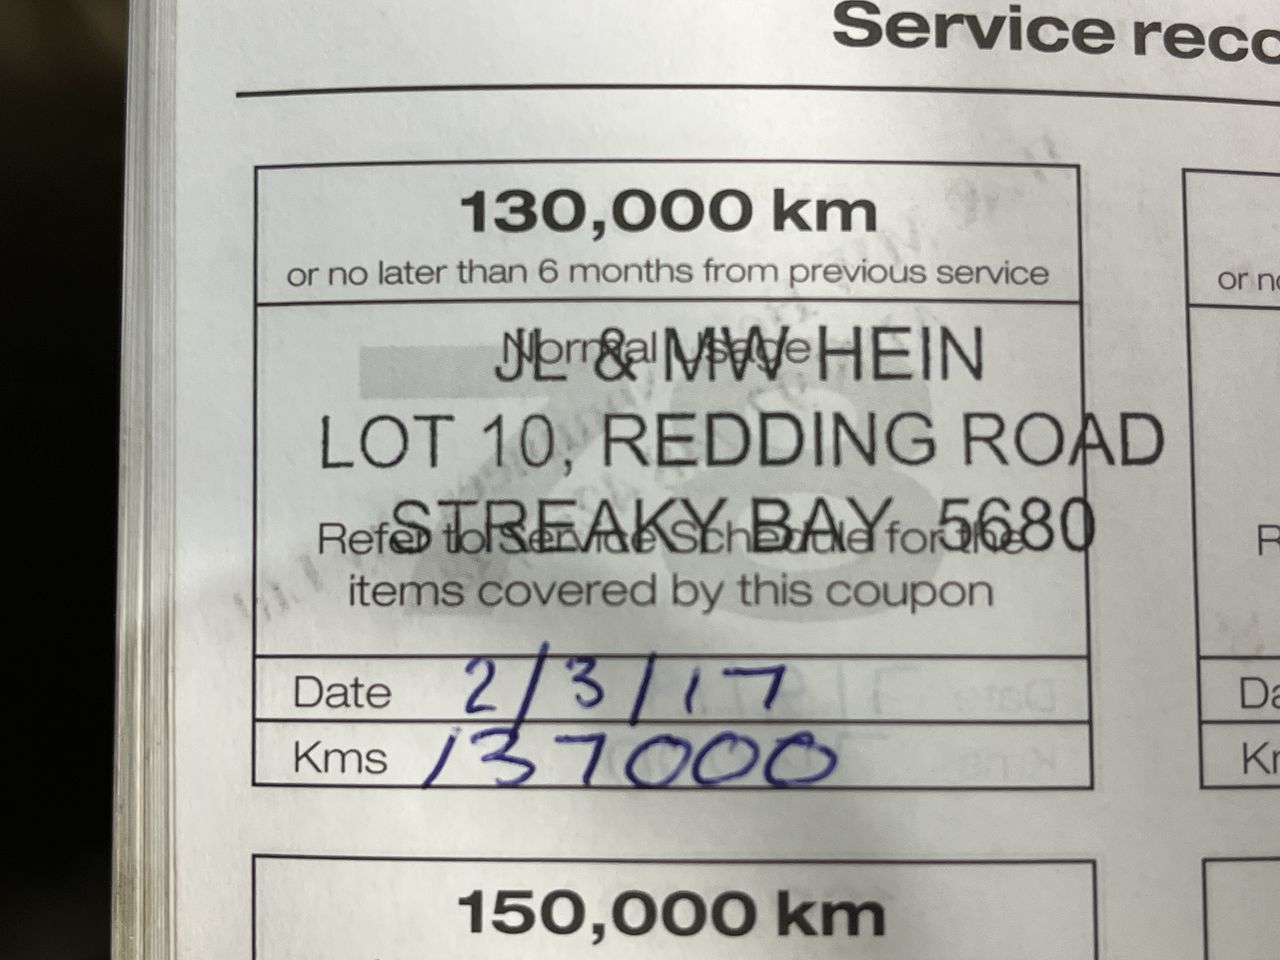 Service reco
130,000 km
or no later than 6 months from previous service
Normal Usage
JL & MW HEIN
LOT 10, REDDING ROAD
STREAKY BAY 5680
Refer to Service Schedule for the
items covered by this coupon
Date 2/3/17
Kms 137000
150,000 km
or no
R
Da
Km